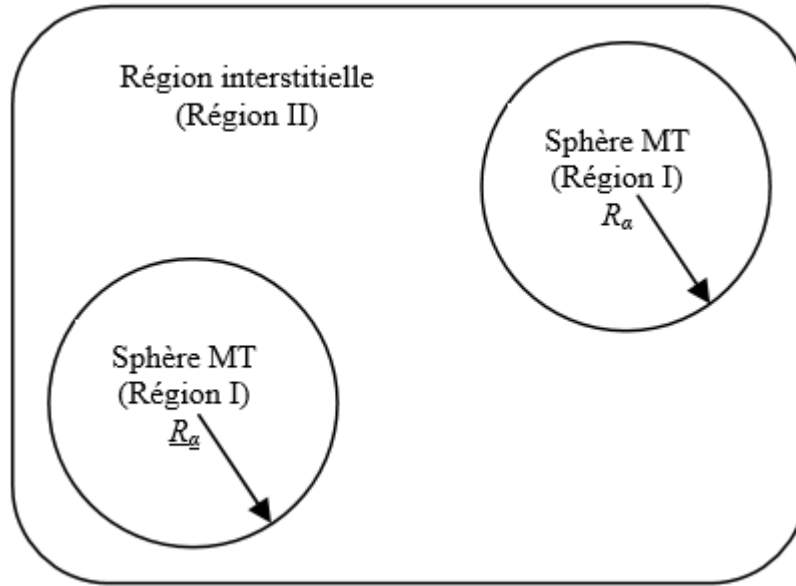 Région interstitielle
(Région II)
Sphère MT
(Région I)
Rα
Sphère MT
(Région I)
Rα